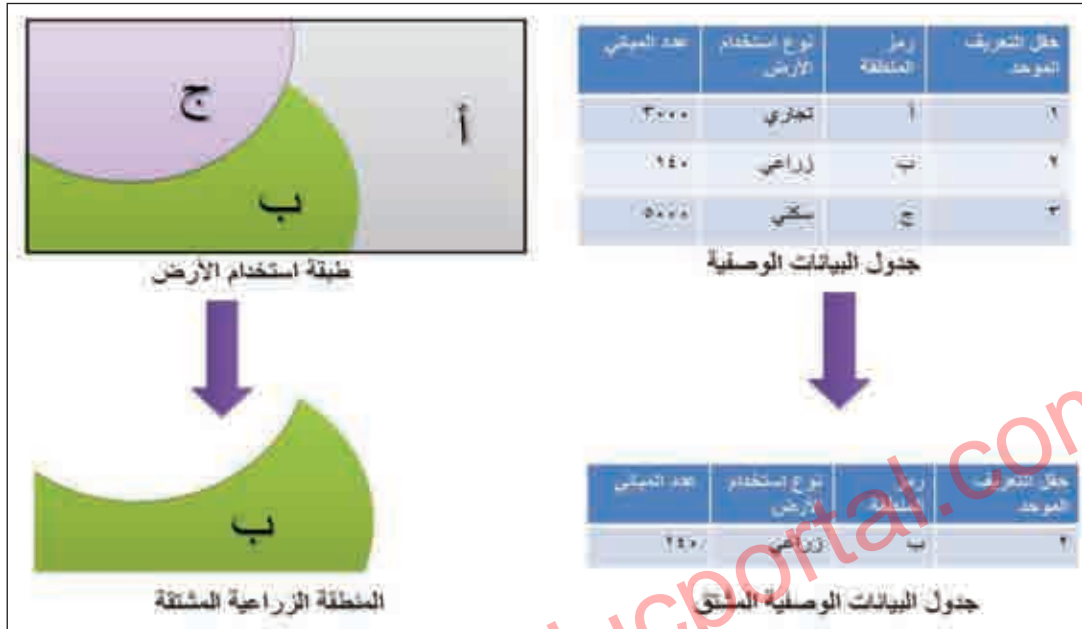 حقل التعريف الموحد | رمز المنطقة | نوع استخدام الأرض | عدد المباني
١ | أ | تجاري | ٣٠٠٠
٢ | ب | زراعي
٣ | ج | سكني | ٥٠٠٠
جدول البيانات الوصفية
أ
ج
ب
طبقة استخدام الأرض
حقل التعريف الموحد | رمز المنطقة | نوع استخدام الأرض | عدد المباني
٢ | ب | زراعي | ٢٤٠
جدول البيانات الوصفية المشتق
ب
المنطقة الزراعية المشتقة
ucportal.com